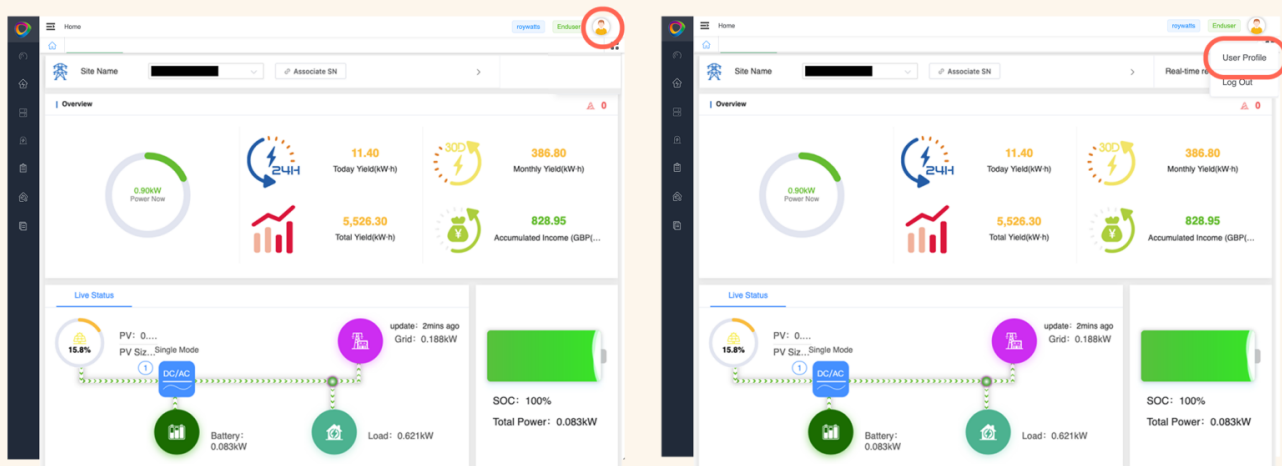 Home
roywatts
Enduser
Site Name
Associate SN
Overview
0
0.90kW
Power Now
24H
11.40
Today Yield(kW·h)
30D
386.80
Monthly Yield(kW·h)
5,526.30
Total Yield(kW·h)
¥
828.95
Accumulated Income (GBP(...
Live Status
15.8%
PV: 0....
PV Siz...
Single Mode
1
DC/AC
update: 2mins ago
Grid: 0.188kW
Battery:
0.083kW
Load: 0.621kW
SOC: 100%
Total Power: 0.083kW
Home
roywatts
Enduser
User Profile
Log Out
Site Name
Associate SN
Real-time re
Overview
0
0.90kW
Power Now
24H
11.40
Today Yield(kW·h)
30D
386.80
Monthly Yield(kW·h)
5,526.30
Total Yield(kW·h)
¥
828.95
Accumulated Income (GBP(...
Live Status
15.8%
PV: 0....
PV Siz...
Single Mode
1
DC/AC
update: 2mins ago
Grid: 0.188kW
Battery:
0.083kW
Load: 0.621kW
SOC: 100%
Total Power: 0.083kW